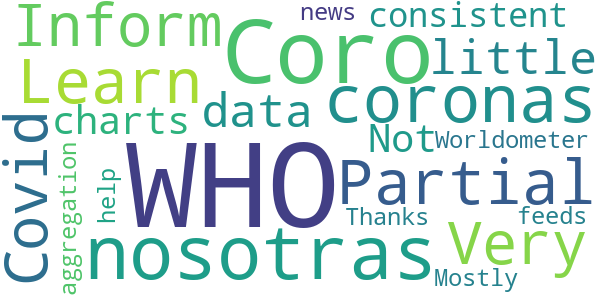 Inform
Coro
news
consistent
Learn
little
charts
data
coronas
Covid
Not
Worldometer
aggregation
help
WHO
Partial
Thanks
feeds
nosotras
Very
Mostly